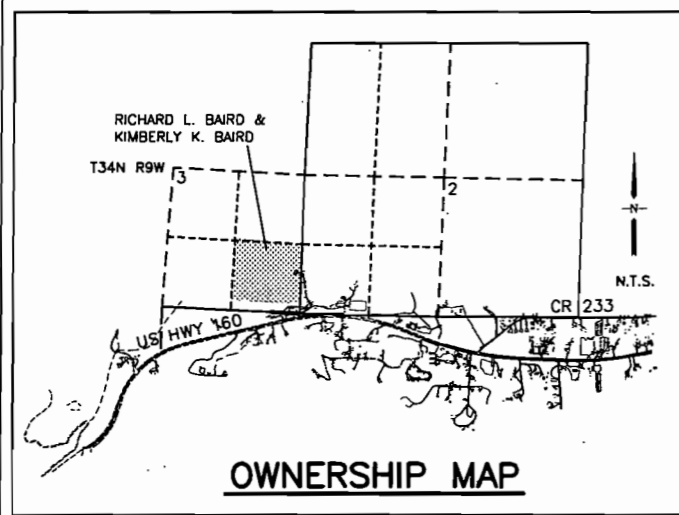 RICHARD L. BAIRD &
KIMBERLY K. BAIRD
T34N R9W
3
2
-N-
N.T.S.
CR 233
US HWY 160
OWNERSHIP MAP